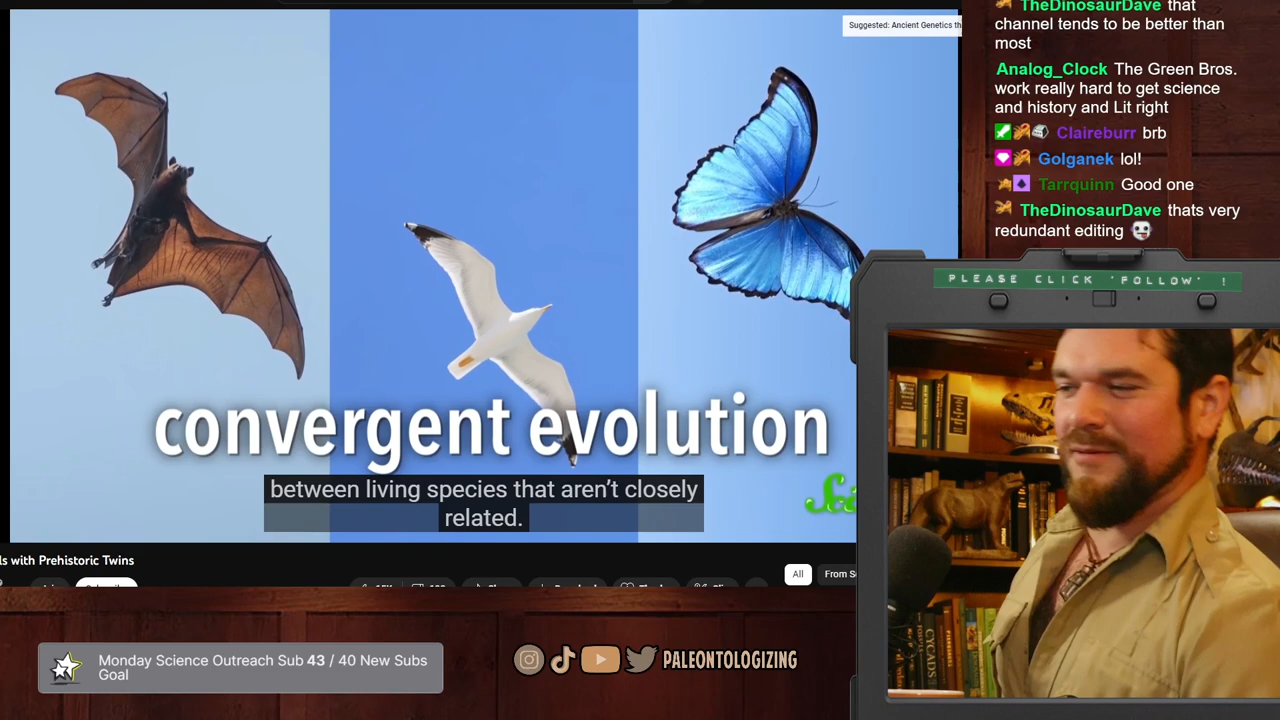 TheDinosaurDave that
channel tends to be better than
most
Analog_Clock The Green Bros.
work really hard to get science
and history and Lit right
Claireburr brb
Golganek lol!
Tarrquinn Good one
TheDinosaurDave thats very
redundant editing
Suggested: Ancient Genetics th
PLEASE CLICK 'FOLLOW' !
convergent evolution
between living species that aren't closely
related.
ls with Prehistoric Twins
All
From S
Monday Science Outreach Sub 43 / 40 New Subs
Goal
PALEONTOLOGIZING
CYCADS